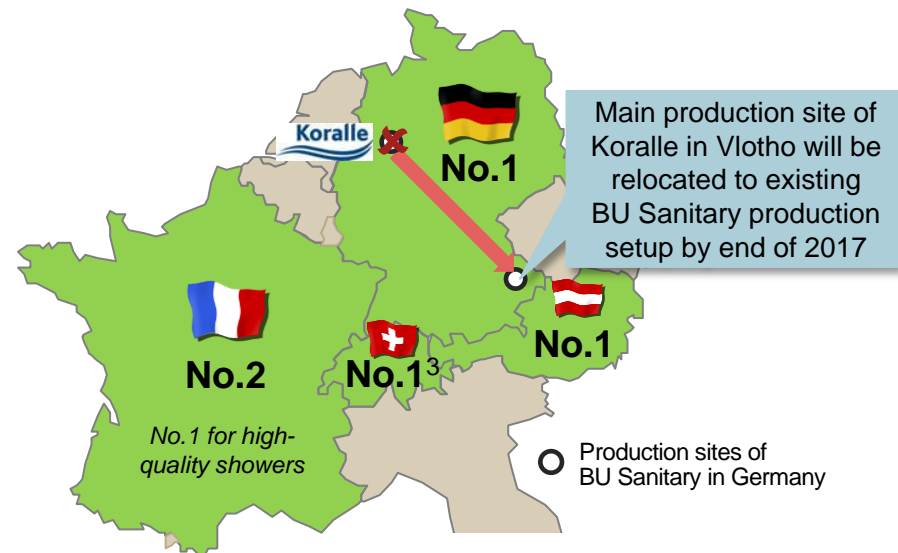 Koralle
No.1
Main production site of
Koralle in Vlotho will be
relocated to existing
BU Sanitary production
setup by end of 2017
No.2
No.1 for high-
quality showers
No.1³
No.1
Production sites of
BU Sanitary in Germany